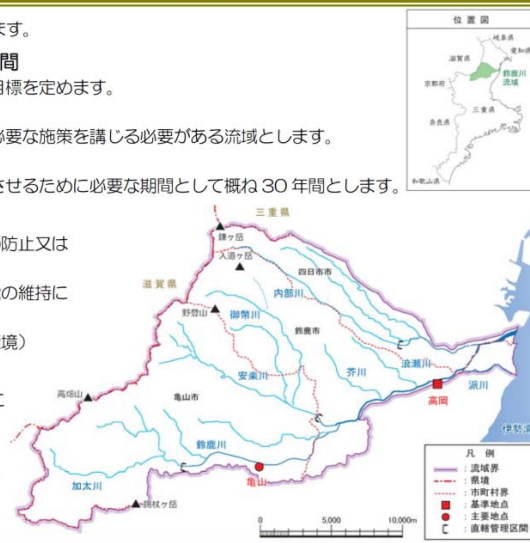 ます。
間
目標を定めます。
必要な施策を講じる必要がある流域とします。
させるために必要な期間として概ね 30 年間とします。
防止又は
の維持に
境）
に
位 置 図
岐阜県
愛知県
滋賀県
鈴鹿川
流域
京都府
三重県
奈良県
和歌山県
三重県
鎌ヶ岳
入道ヶ岳
四日市市
滋賀県
内部川
野登山
御幣川
鈴鹿市
安楽川
芥川
浪瀬川
派川
高岡
高畑山
亀山市
鈴鹿川
伊勢湾
加太川
亀山
錫杖ヶ岳
0 5,000 10,000m
凡 例
：流域界
：県境
：市町村界
：基準地点
：主要地点
：直轄管理区間